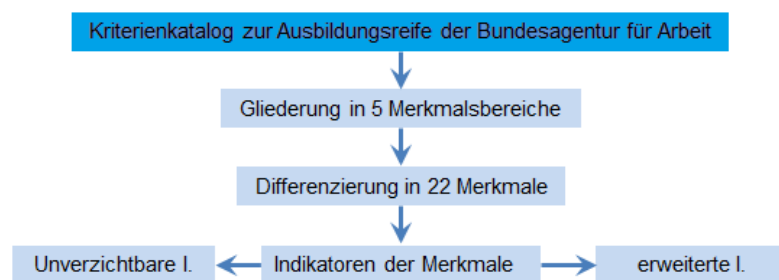 Kriterienkatalog zur Ausbildungsreife der Bundesagentur für Arbeit
Gliederung in 5 Merkmalsbereiche
Differenzierung in 22 Merkmale
Unverzichtbare I.
Indikatoren der Merkmale
erweiterte I.